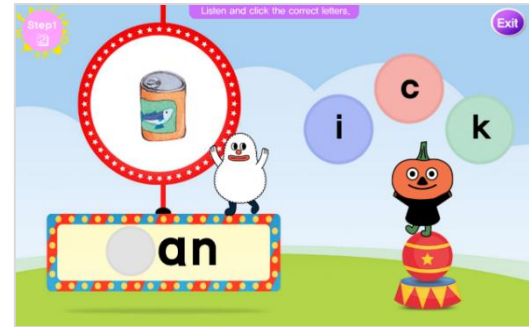 Listen and click the correct letters.
Step1
Exit
c
i
k
an